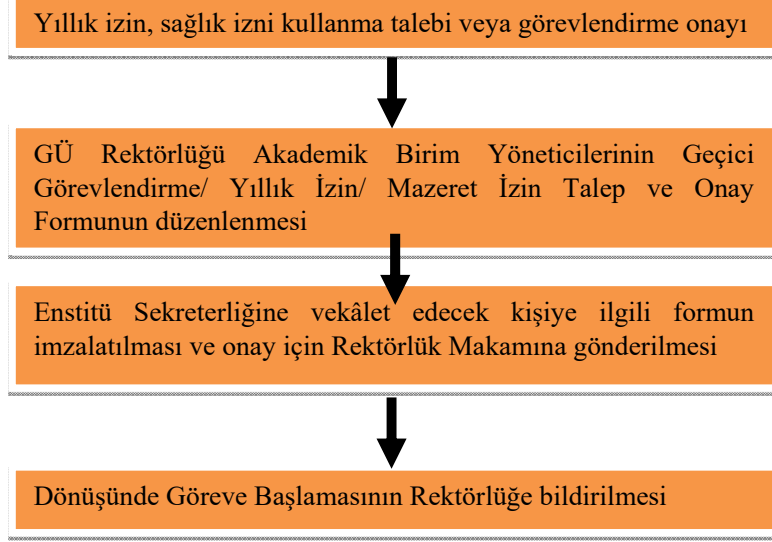 Yıllık izin, sağlık izni kullanma talebi veya görevlendirme onayı
GÜ Rektörlüğü Akademik Birim Yöneticilerinin Geçici
Görevlendirme/ Yıllık İzin/ Mazeret İzin Talep ve Onay
Formunun düzenlenmesi
Enstitü Sekreterliğine vekâlet edecek kişiye ilgili formun
imzalatılması ve onay için Rektörlük Makamına gönderilmesi
Dönüşünde Göreve Başlamasının Rektörlüğe bildirilmesi